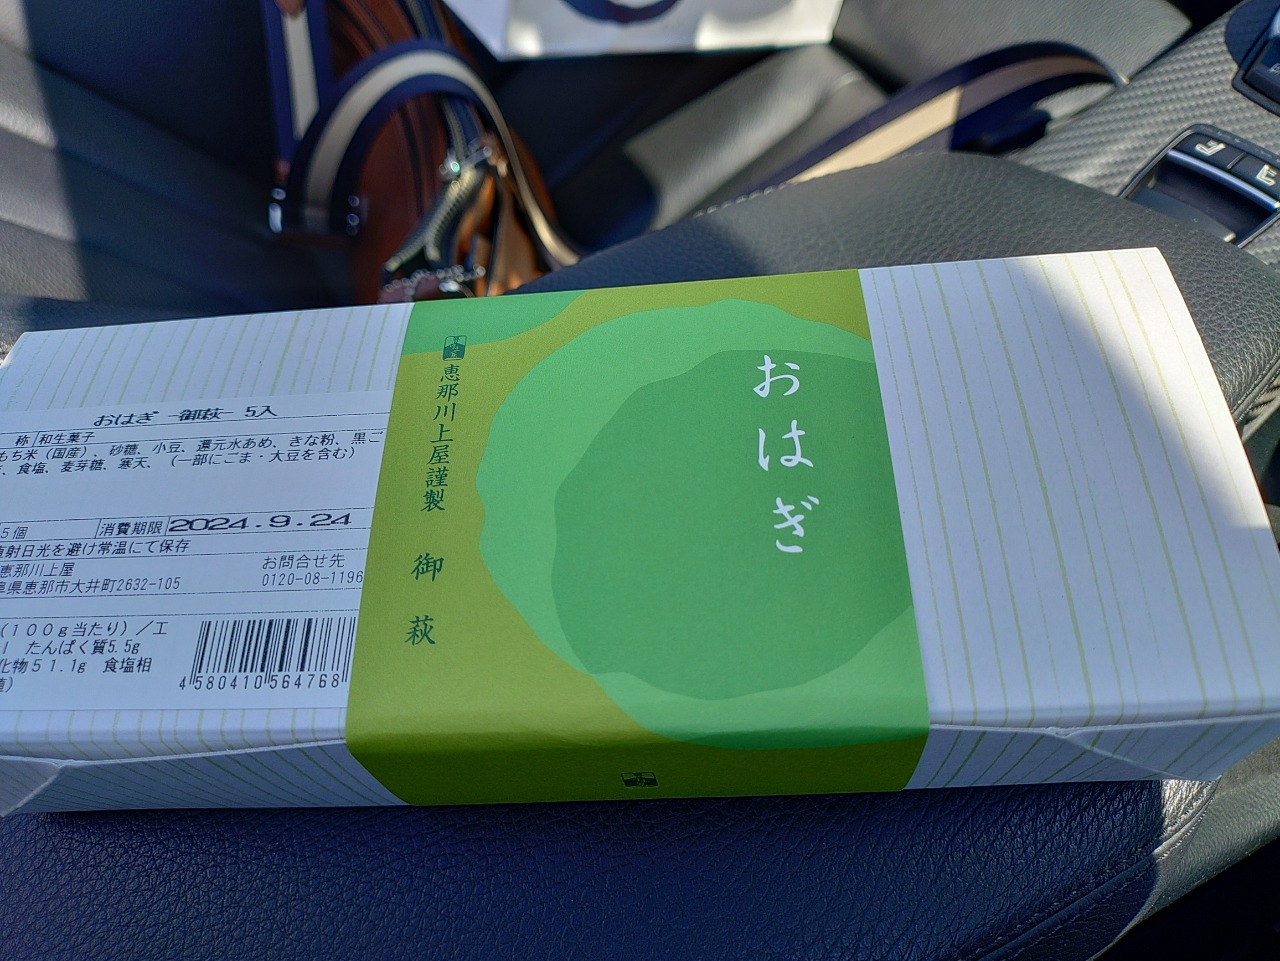 おはぎ
恵那川上屋謹製 御萩
おはぎ -御萩- 5入
称 和生菓子
もち米（国産）、砂糖、小豆、還元水あめ、きな粉、黒ご
、食塩、麦芽糖、寒天、（一部にごま・大豆を含む）
5個 消費期限 2024.9.24
直射日光を避け常温にて保存
恵那川上屋 お問合せ先
阜県恵那市大井町2632-105 0120-08-1196
（１００ｇ当たり）／エ
たんぱく質5.5g
化物５１.１g 食塩相
値）
4 580410 564768